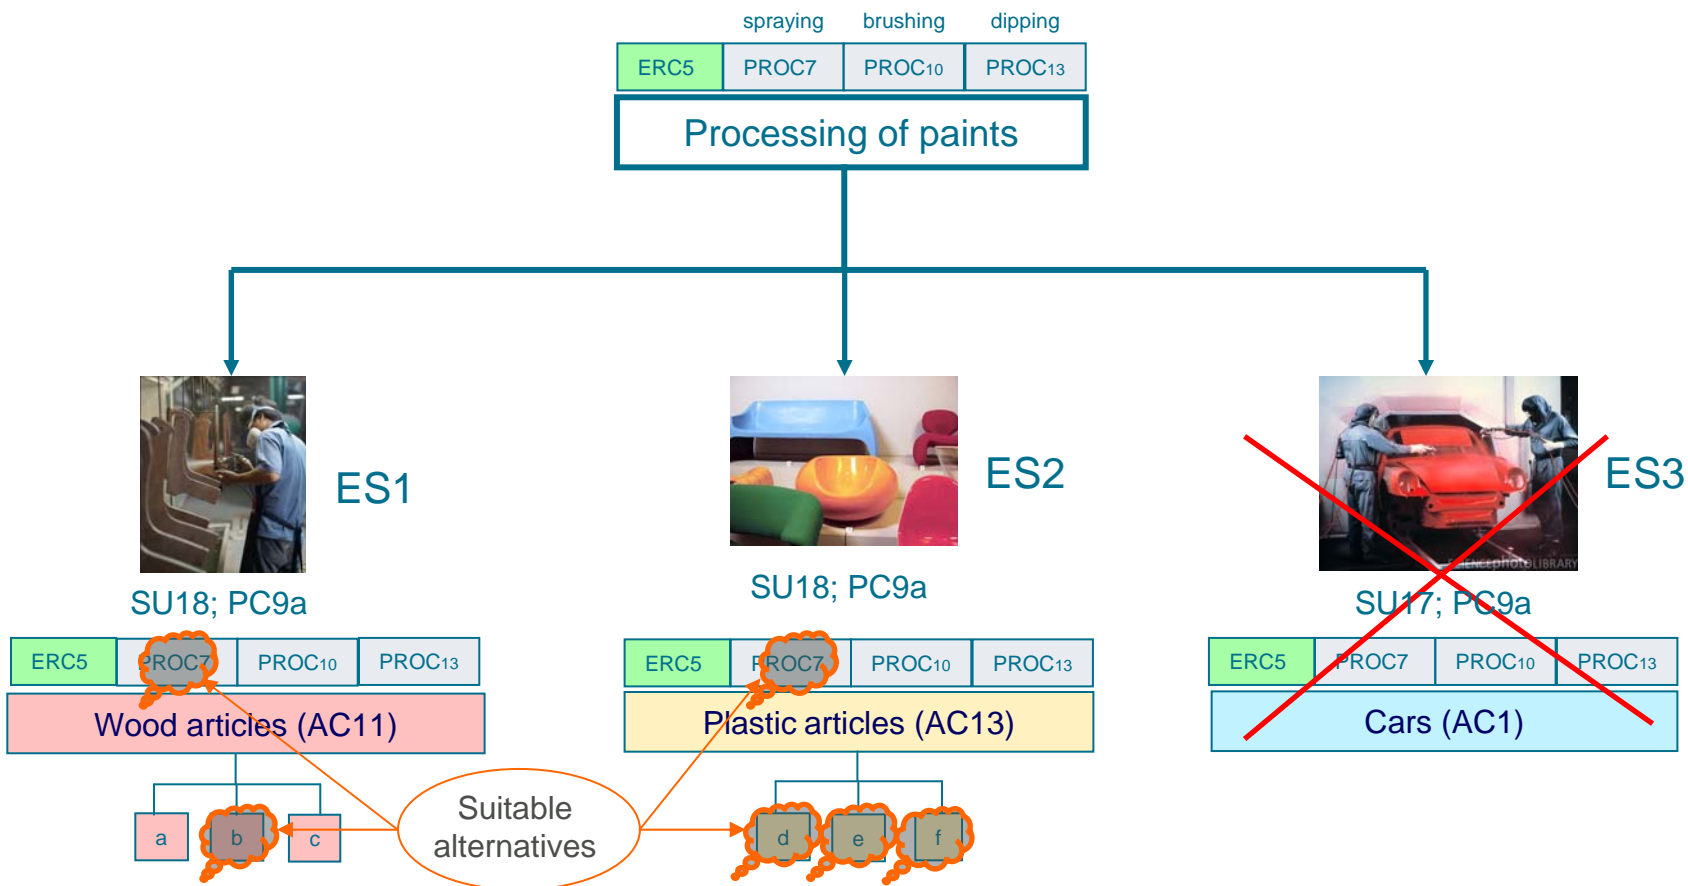 spraying brushing dipping
ERC5 PROC7 PROC10 PROC13
Processing of paints
ES1
ES2
ES3
SCIENCEPHOTOLIBRARY
SU18; PC9a
SU18; PC9a
SU17; PC9a
ERC5 PROC7 PROC10 PROC13
ERC5 PROC7 PROC10 PROC13
ERC5 PROC7 PROC10 PROC13
Wood articles (AC11)
Plastic articles (AC13)
Cars (AC1)
Suitable
alternatives
a b c
d e f